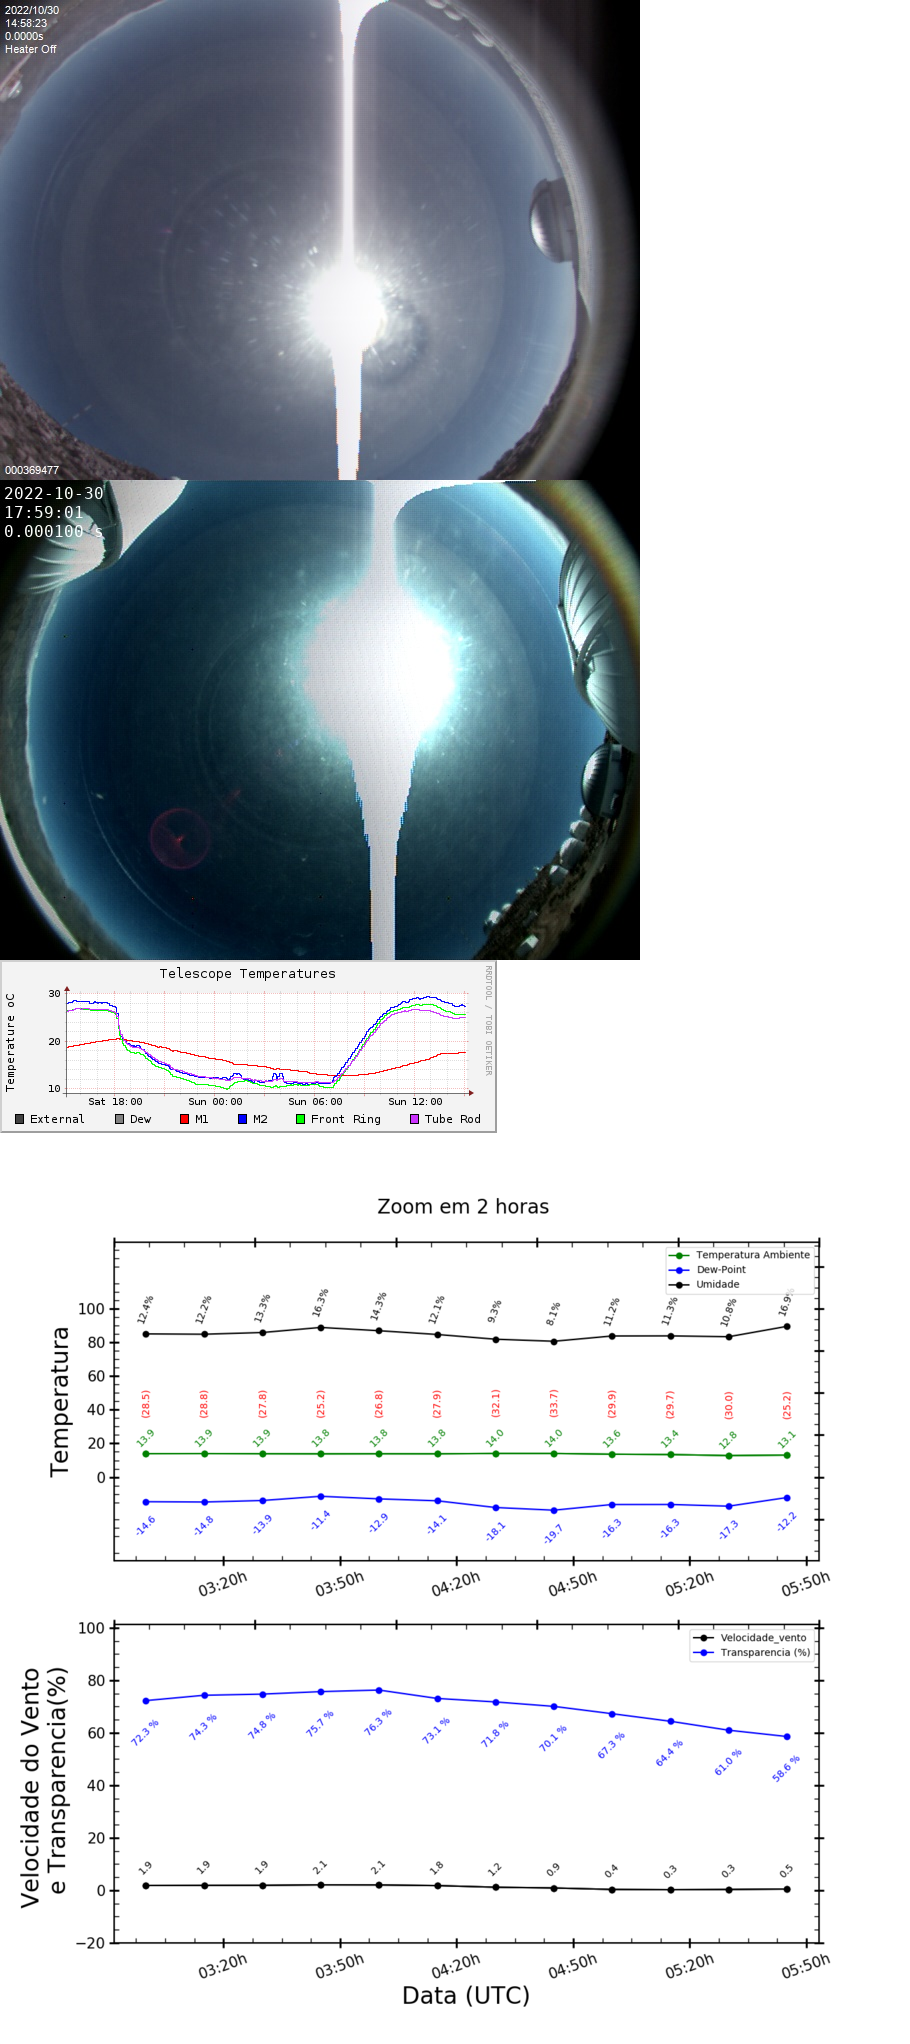 2022/10/30
14:58:23
0.0000s
Heater Off
000369477
2022-10-30
17:59:01
0.000100 s
Telescope Temperatures
Temperature oC
30
20
10
Sat 18:00 Sun 00:00 Sun 06:00 Sun 12:00
External Dew M1 M2 Front Ring Tube Rod
RRDTOOL / TOBI OETIKER
Zoom em 2 horas
Temperatura
Temperatura Ambiente
Dew-Point
Umidade
100
80
60
40
20
0
12.4% 12.2% 13.3% 16.3% 14.3% 12.1% 9.3% 8.1% 11.2% 11.3% 10.8% 16.9%
(28.5) (28.8) (27.8) (25.2) (26.8) (27.9) (32.1) (33.7) (29.9) (29.7) (30.0) (25.2)
13.9 13.9 13.9 13.8 13.8 13.8 14.0 14.0 13.6 13.4 12.8 13.1
-14.6 -14.8 -13.9 -11.4 -12.9 -14.1 -18.1 -19.7 -16.3 -16.3 -17.3 -12.2
03:20h 03:50h 04:20h 04:50h 05:20h 05:50h
Velocidade do Vento
e Transparencia(%)
Velocidade_vento
Transparencia (%)
100
80
60
40
20
0
−20
72.3 % 74.3 % 74.8 % 75.7 % 76.3 % 73.1 % 71.8 % 70.1 % 67.3 % 64.4 % 61.0 % 58.6 %
1.9 1.9 1.9 2.1 2.1 1.8 1.2 0.9 0.4 0.3 0.3 0.5
03:20h 03:50h 04:20h 04:50h 05:20h 05:50h
Data (UTC)